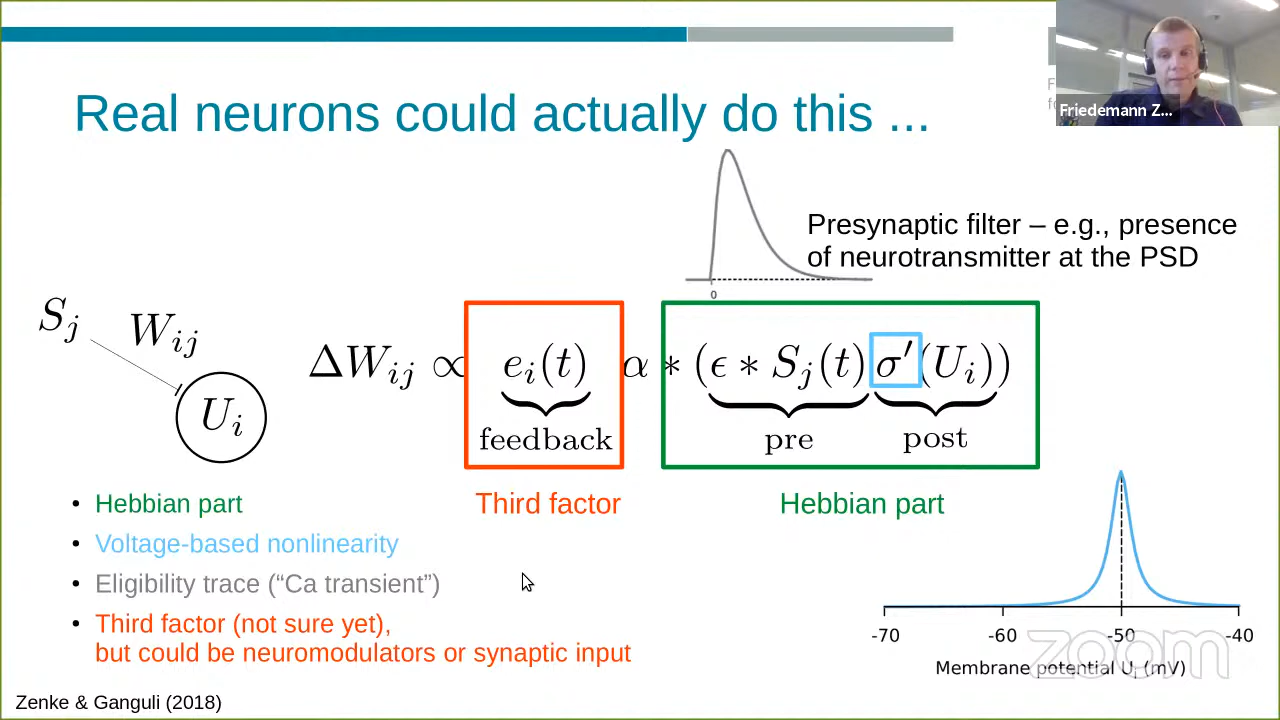 Friedemann Z...
Real neurons could actually do this ...
Presynaptic filter – e.g., presence
of neurotransmitter at the PSD
0
S_j
W_ij
U_i
ΔW_ij ∝ e_i(t) α ∗ (ϵ ∗ S_j(t) σ′(U_i))
feedback
pre
post
Third factor
Hebbian part
• Hebbian part
• Voltage-based nonlinearity
• Eligibility trace (“Ca transient”)
• Third factor (not sure yet),
but could be neuromodulators or synaptic input
-70 -60 -50 -40
Membrane potential U_i (mV)
zoom
Zenke & Ganguli (2018)